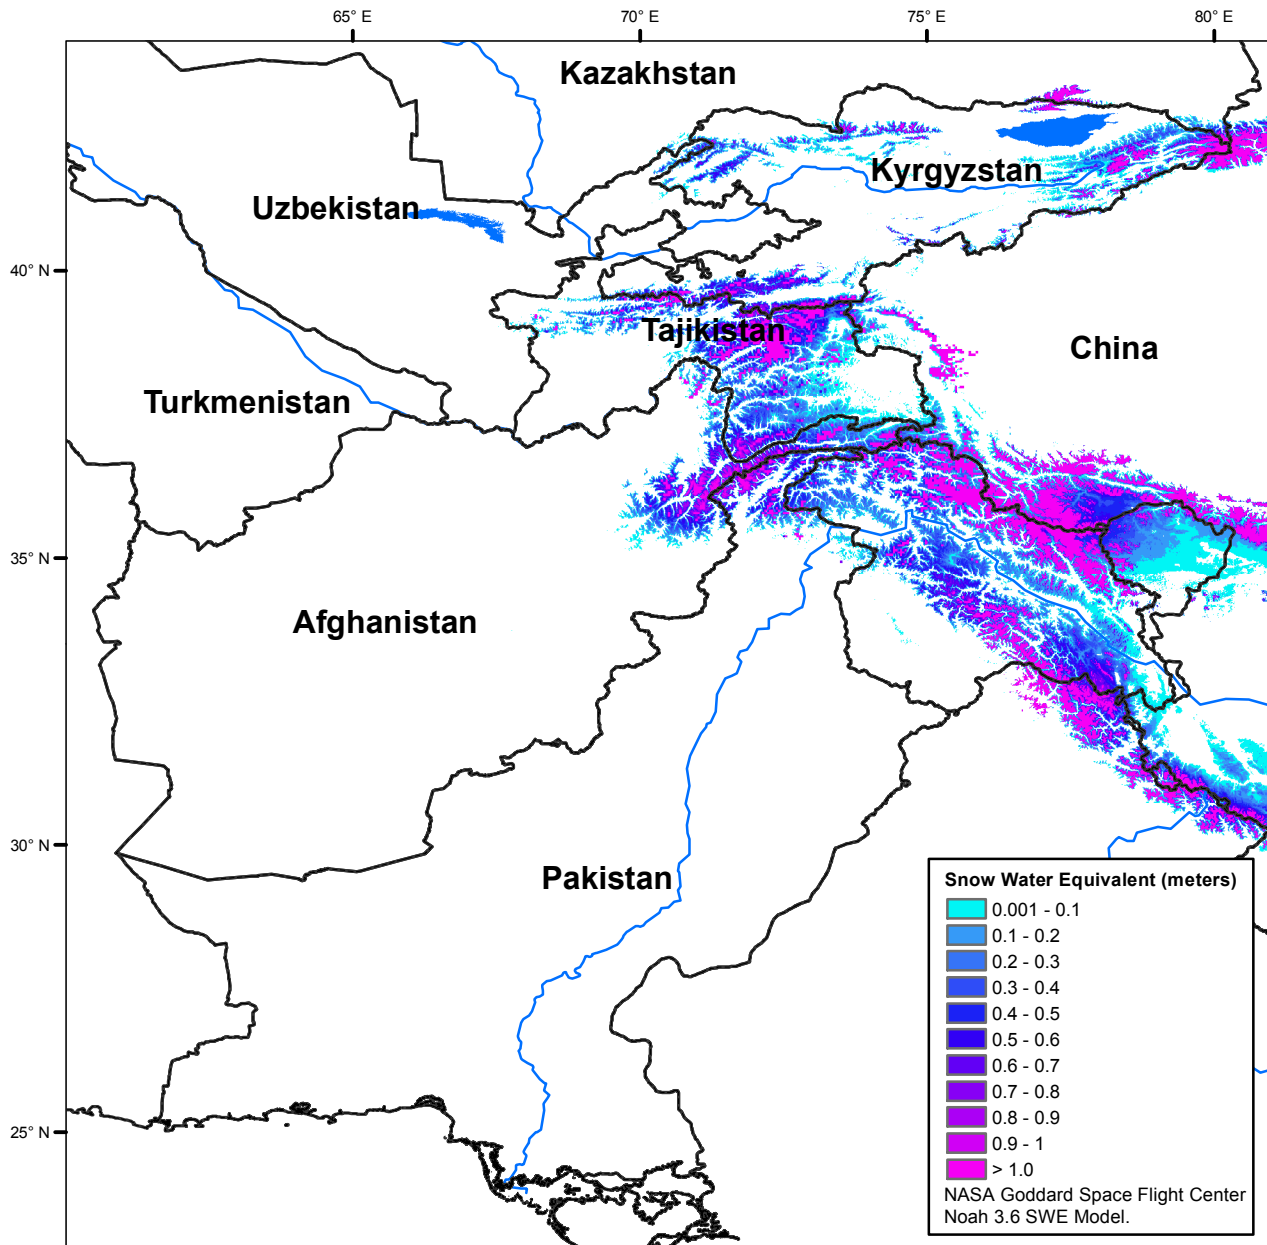 65° E
70° E
75° E
80° E
Kazakhstan
Kyrgyzstan
Uzbekistan
40° N
Tajikistan
China
Turkmenistan
35° N
Afghanistan
30° N
Pakistan
25° N
Snow Water Equivalent (meters)
0.001 - 0.1
0.1 - 0.2
0.2 - 0.3
0.3 - 0.4
0.4 - 0.5
0.5 - 0.6
0.6 - 0.7
0.7 - 0.8
0.8 - 0.9
0.9 - 1
> 1.0
NASA Goddard Space Flight Center
Noah 3.6 SWE Model.